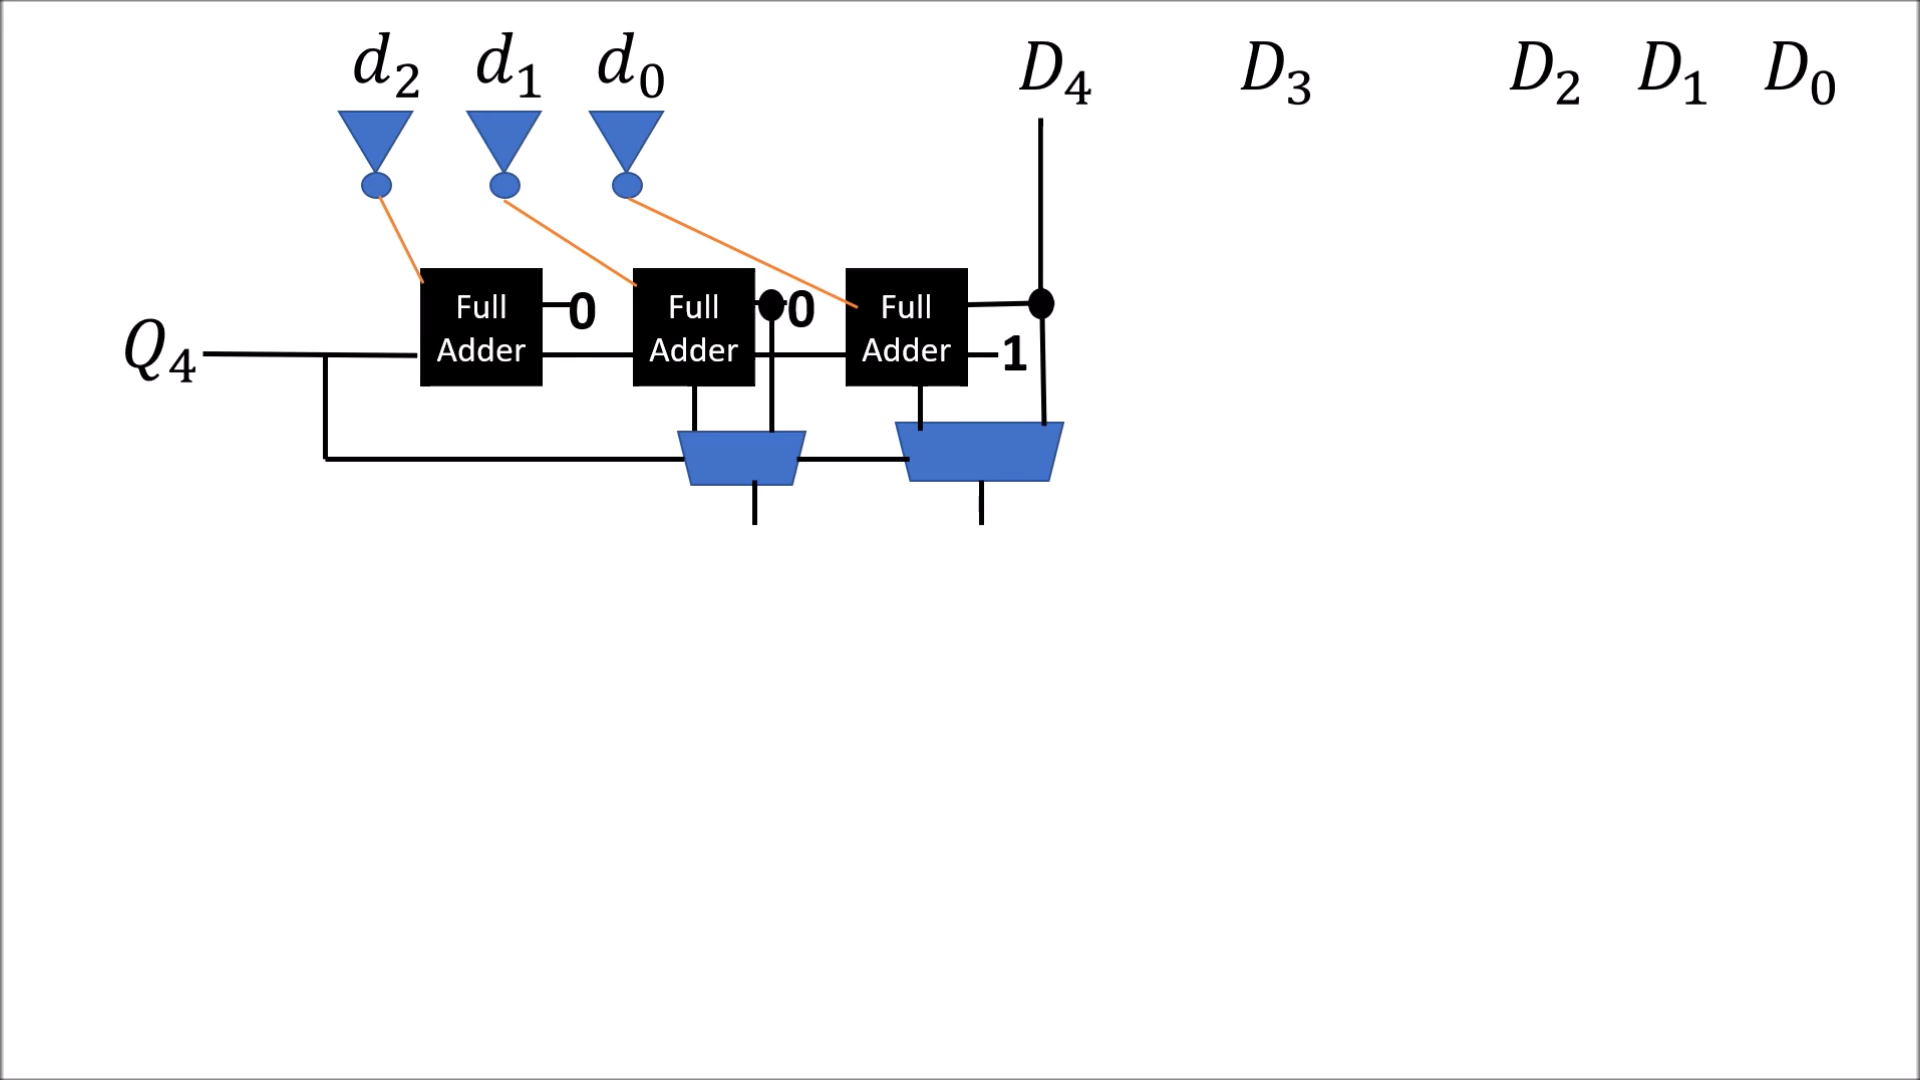 d₂ d₁ d₀ D₄ D₃ D₂ D₁ D₀
Full Adder 0 Full Adder 0 Full Adder
Q₄ 1